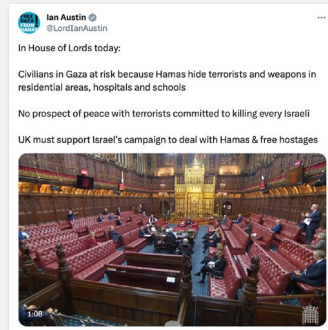 Ian Austin
@LordIanAustin
In House of Lords today:
Civilians in Gaza at risk because Hamas hide terrorists and weapons in
residential areas, hospitals and schools
No prospect of peace with terrorists committed to killing every Israeli
UK must support Israel's campaign to deal with Hamas & free hostages
1:08